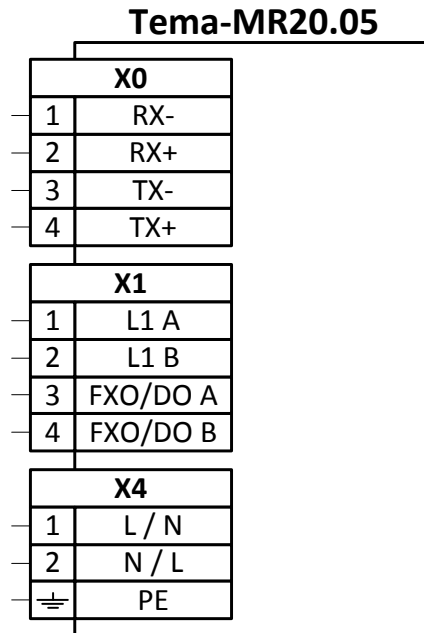 Tema-MR20.05
X0
1 RX-
2 RX+
3 TX-
4 TX+
X1
1 L1 A
2 L1 B
3 FXO/DO A
4 FXO/DO B
X4
1 L / N
2 N / L
PE